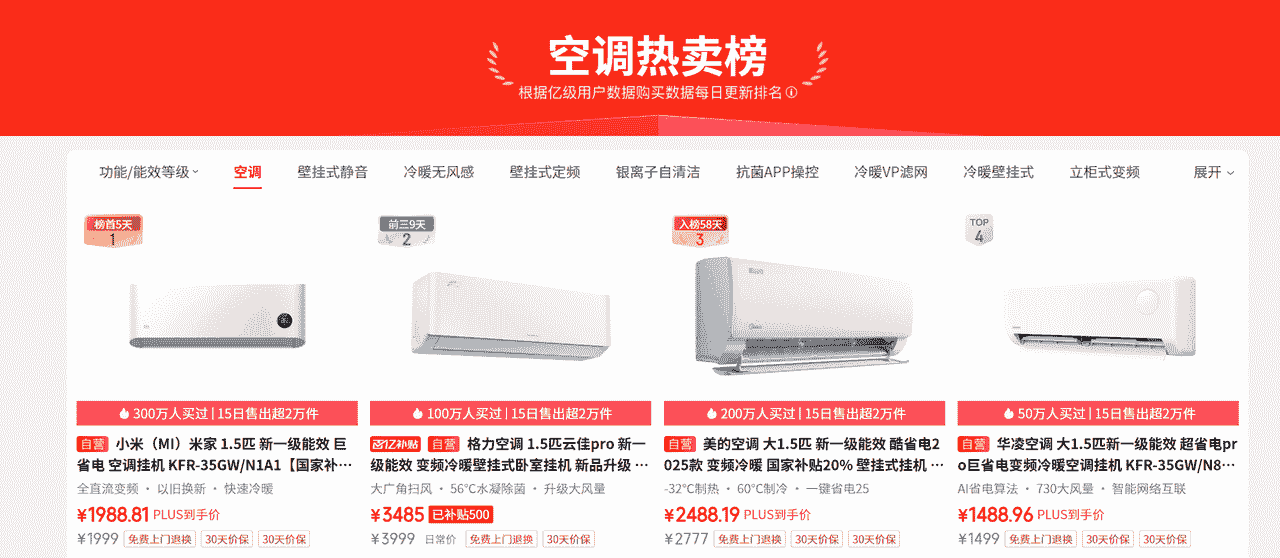 空调热卖榜
根据亿级用户数据购买数据每日更新排名
功能/能效等级 空调 壁挂式静音 冷暖无风感 壁挂式定频 银离子自清洁 抗菌APP操控 冷暖VP滤网 冷暖壁挂式 立柜式变频 展开
榜首5天
1
前三9天
2
入榜58天
3
TOP
4
300万人买过 | 15日售出超2万件
自营 小米（MI）米家 1.5匹 新一级能效 巨
省电 空调挂机 KFR-35GW/N1A1【国家补…
全直流变频 · 以旧换新 · 快速冷暖
¥1988.81 PLUS到手价
¥1999 免费上门退换 30天价保 30天价保
100万人买过 | 15日售出超2万件
百亿补贴 自营 格力空调 1.5匹云佳pro 新一
级能效 变频冷暖壁挂式卧室挂机 新品升级 …
大广角扫风 · 56°C水凝除菌 · 升级大风量
¥3485 已补贴500
¥3999 日常价 免费上门退换 30天价保
200万人买过 | 15日售出超2万件
自营 美的空调 大1.5匹 新一级能效 酷省电2
025款 变频冷暖 国家补贴20% 壁挂式挂机 …
-32°C制热 · 60°C制冷 · 一键省电25
¥2488.19 PLUS到手价
¥2777 免费上门退换 30天价保 30天价保
50万人买过 | 15日售出超2万件
自营 华凌空调 大1.5匹新一级能效 超省电pr
o巨省电变频冷暖空调挂机 KFR-35GW/N8…
AI省电算法 · 730大风量 · 智能网络互联
¥1488.96 PLUS到手价
¥1499 免费上门退换 30天价保 30天价保